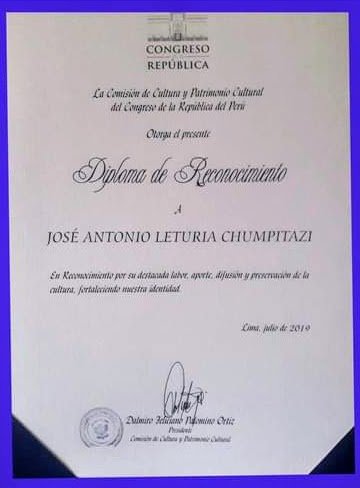 CONGRESO
REPÚBLICA
La Comisión de Cultura y Patrimonio Cultural
del Congreso de la República del Perú
Otorga el presente
Diploma de Reconocimiento
A
JOSÉ ANTONIO LETURIA CHUMPITAZI
En Reconocimiento por su destacada labor, aporte, difusión y preservación de la
cultura, fortaleciendo nuestra identidad.
Lima, julio de 2019
Dalmiro Feliciano Palomino Ortiz
Presidente
Comisión de Cultura y Patrimonio Cultural